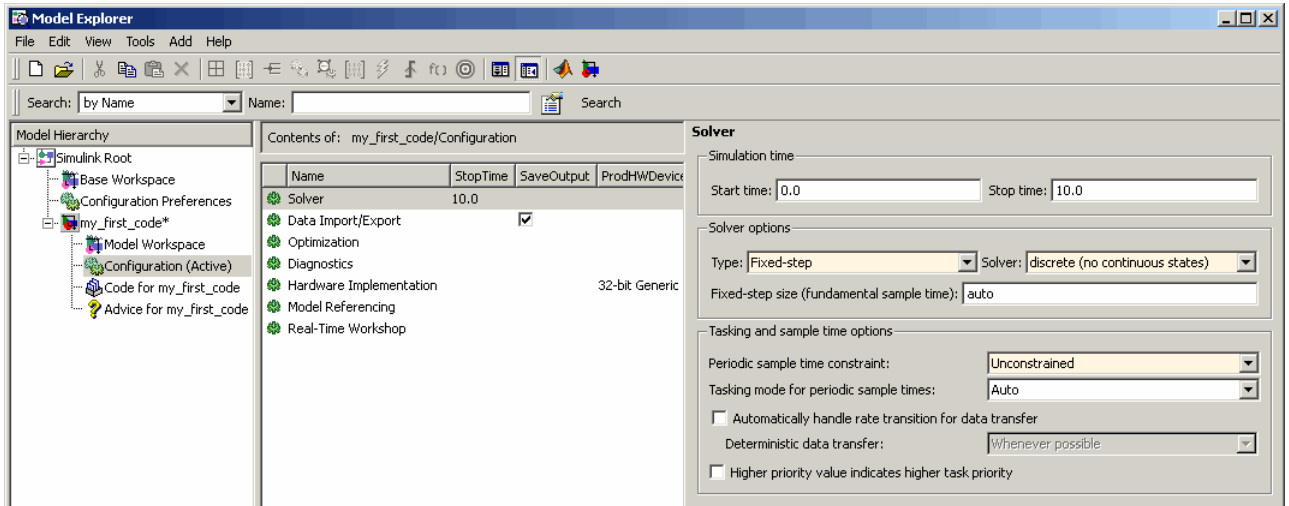 Model Explorer
File Edit View Tools Add Help
f()
Search: by Name Name: Search
Model Hierarchy
Simulink Root
Base Workspace
Configuration Preferences
my_first_code*
Model Workspace
Configuration (Active)
Code for my_first_code
Advice for my_first_code
Contents of: my_first_code/Configuration
Name StopTime SaveOutput ProdHWDevice
Solver 10.0
Data Import/Export
Optimization
Diagnostics
Hardware Implementation 32-bit Generic
Model Referencing
Real-Time Workshop
Solver
Simulation time
Start time: 0.0 Stop time: 10.0
Solver options
Type: Fixed-step Solver: discrete (no continuous states)
Fixed-step size (fundamental sample time): auto
Tasking and sample time options
Periodic sample time constraint: Unconstrained
Tasking mode for periodic sample times: Auto
Automatically handle rate transition for data transfer
Deterministic data transfer: Whenever possible
Higher priority value indicates higher task priority